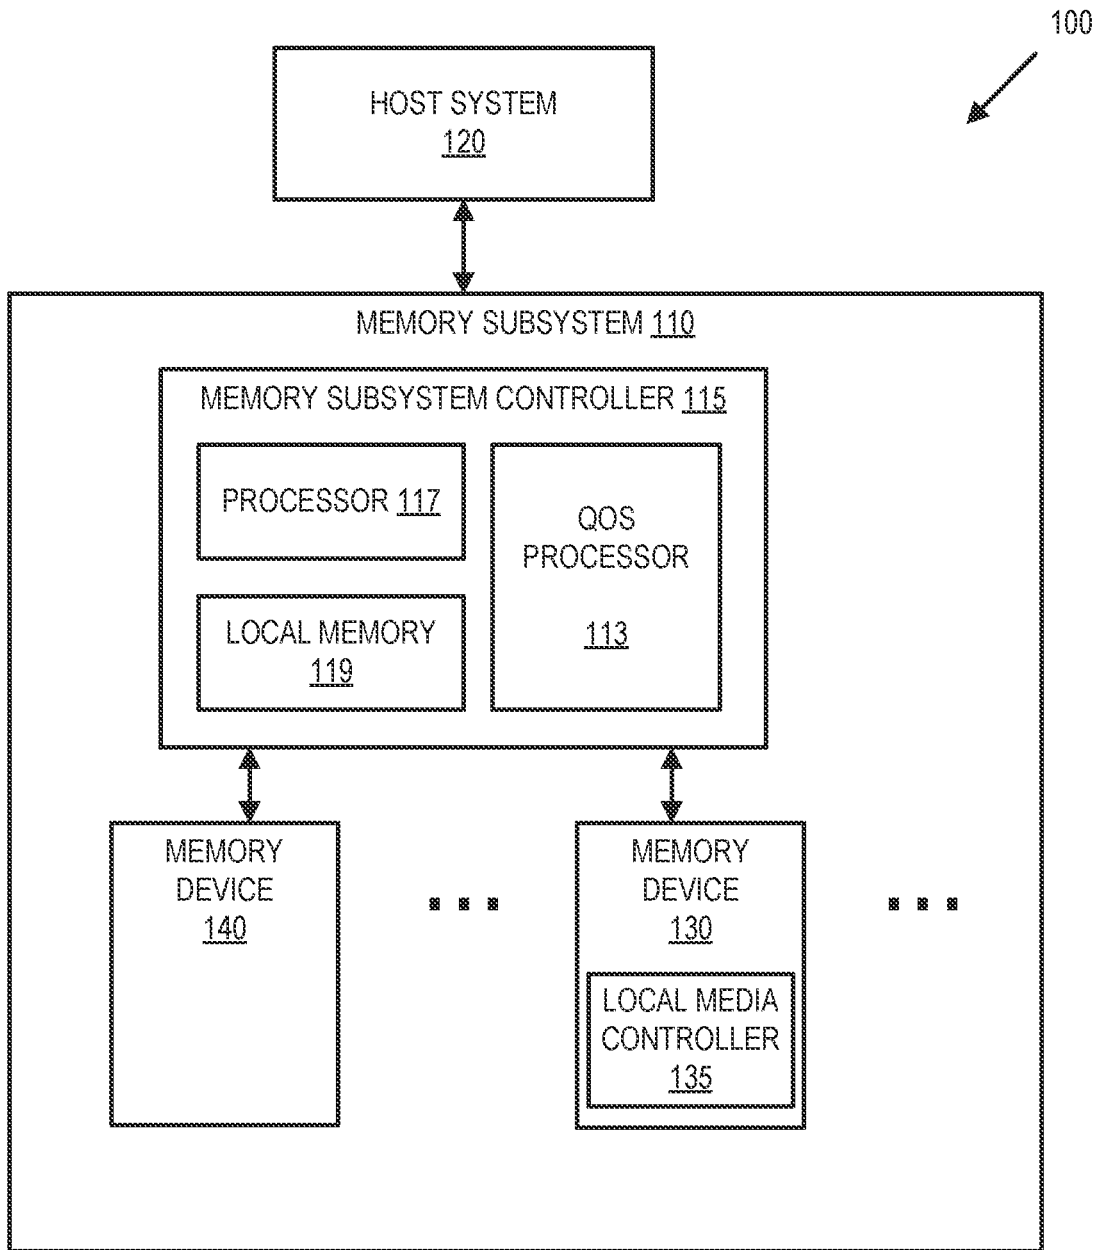 100
HOST SYSTEM
120
MEMORY SUBSYSTEM 110
MEMORY SUBSYSTEM CONTROLLER 115
PROCESSOR 117
LOCAL MEMORY
119
QOS
PROCESSOR
113
MEMORY
DEVICE
140
MEMORY
DEVICE
130
LOCAL MEDIA
CONTROLLER
135